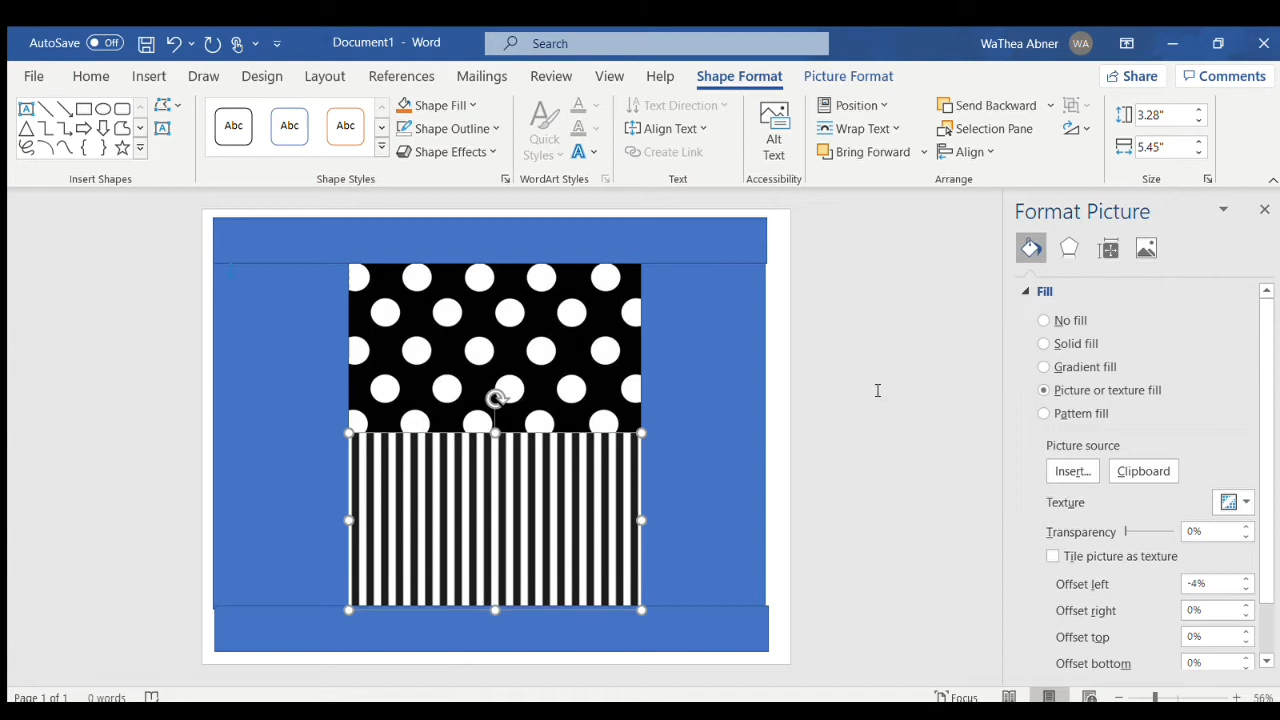 AutoSave Off Document1 - Word Search WaThea Abner WA
File Home Insert Draw Design Layout References Mailings Review View Help Shape Format Picture Format Share Comments
Abc Abc Abc
Shape Fill
Shape Outline
Shape Effects
Quick Styles
Text Direction
Align Text
Create Link
Alt Text
Position
Wrap Text
Bring Forward
Send Backward
Selection Pane
Align
3.28"
5.45"
Insert Shapes Shape Styles WordArt Styles Text Accessibility Arrange Size
Format Picture
Fill
No fill
Solid fill
Gradient fill
Picture or texture fill
Pattern fill
Picture source
Insert... Clipboard
Texture
Transparency 0%
Tile picture as texture
Offset left -4%
Offset right 0%
Offset top 0%
Offset bottom 0%
Page 1 of 1 0 words Focus 56%